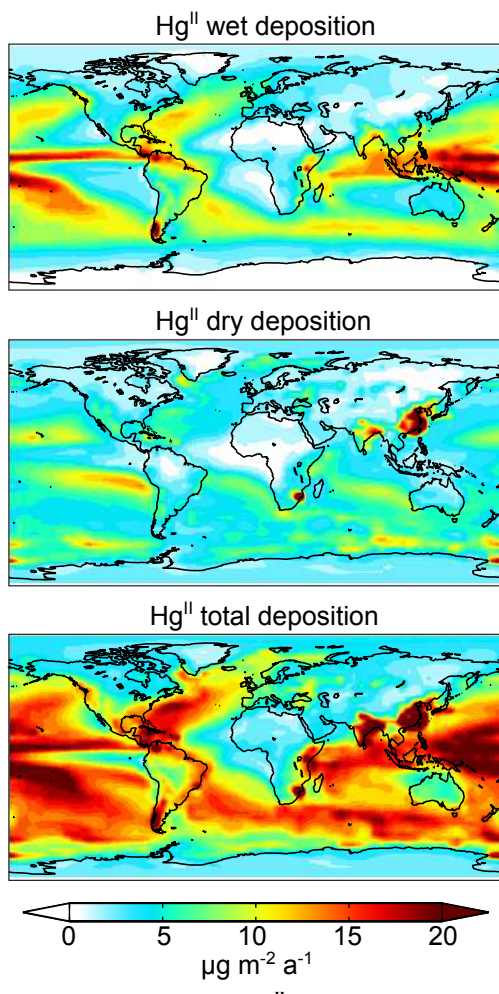 Hg^II wet deposition
Hg^II dry deposition
Hg^II total deposition
0 5 10 15 20
µg m⁻² a⁻¹